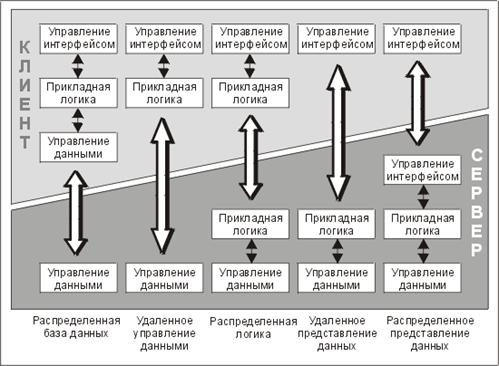 КЛИЕНТ
Управление
интерфейсом
Прикладная
логика
Управление
данными
Управление
данными
Управление
интерфейсом
Прикладная
логика
Управление
данными
Управление
интерфейсом
Прикладная
логика
Прикладная
логика
Управление
данными
Управление
интерфейсом
Прикладная
логика
Управление
данными
Управление
интерфейсом
Управление
интерфейсом
Прикладная
логика
Управление
данными
СЕРВЕР
Распределенная
база данных
Удаленное
управление
данными
Распределенная
логика
Удаленное
представление
данных
Распределенное
представление
данных